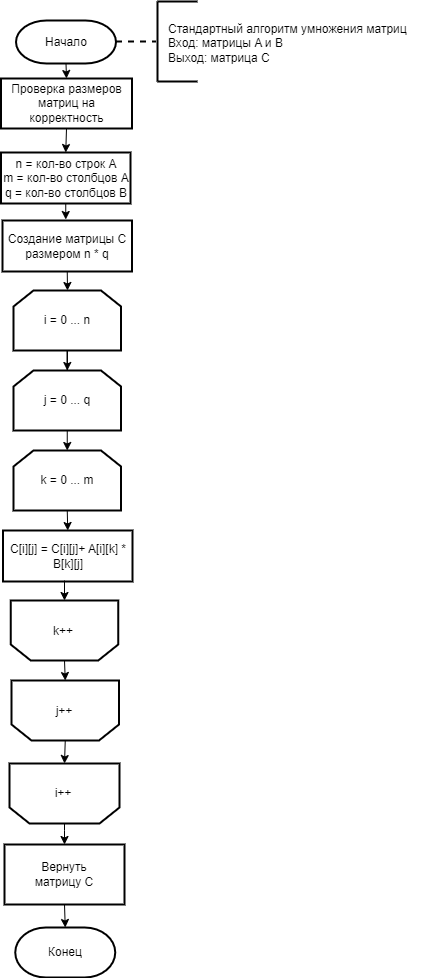 Начало
Стандартный алгоритм умножения матриц
Вход: матрицы A и B
Выход: матрица C
Проверка размеров
матриц на
корректность
n = кол-во строк A
m = кол-во столбцов A
q = кол-во столбцов B
Создание матрицы C
размером n * q
i = 0 ... n
j = 0 ... q
k = 0 ... m
C[i][j] = C[i][j]+ A[i][k] *
B[k][j]
k++
j++
i++
Вернуть
матрицу C
Конец